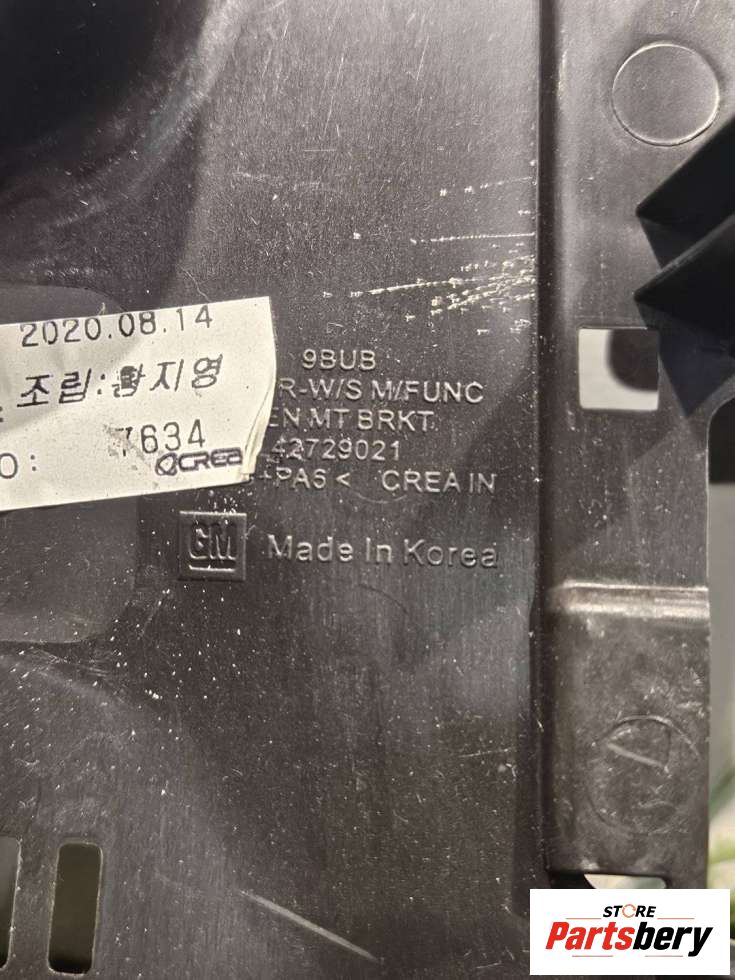 2020.08.14
조립: 황지영
7634
O:
CREA
9BUB
R-W/S M/FUNC
EN MT BRKT
42729021
PA6< CREA IN
GM
Made In Korea
STORE
Partsbery